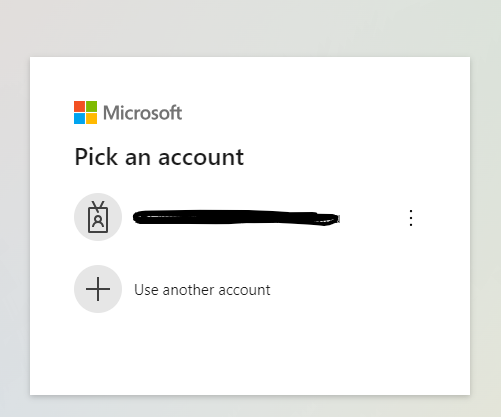 Microsoft
Pick an account
Use another account